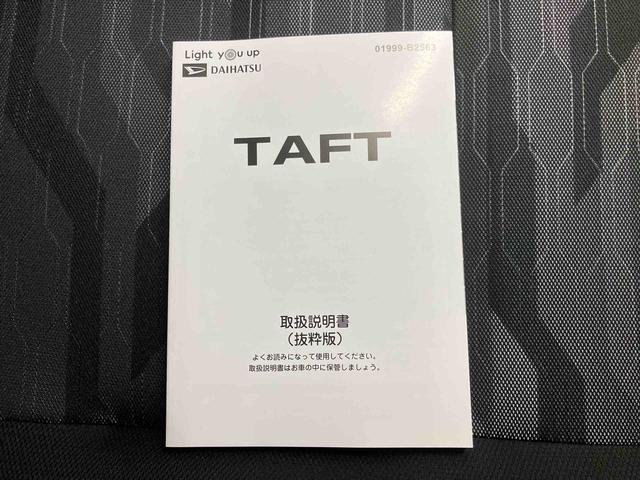 Light you up
01999-B2563
DAIHATSU
TAFT
取扱説明書
（抜粋版）
よくお読みになって使用してください。
取扱説明書はお車の中に保管しましょう。